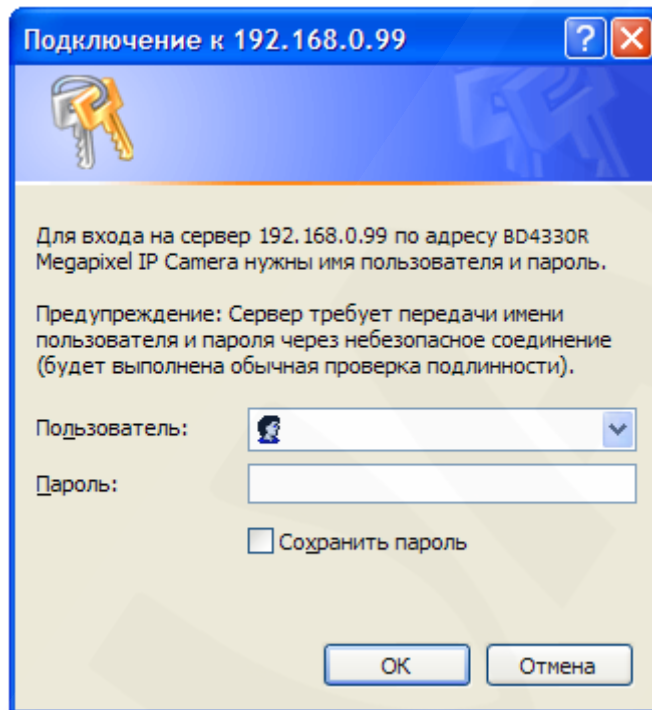 Подключение к 192.168.0.99
Для входа на сервер 192.168.0.99 по адресу BD4330R
Megapixel IP Camera нужны имя пользователя и пароль.
Предупреждение: Сервер требует передачи имени
пользователя и пароля через небезопасное соединение
(будет выполнена обычная проверка подлинности).
Пользователь:
Пароль:
Сохранить пароль
ОК Отмена